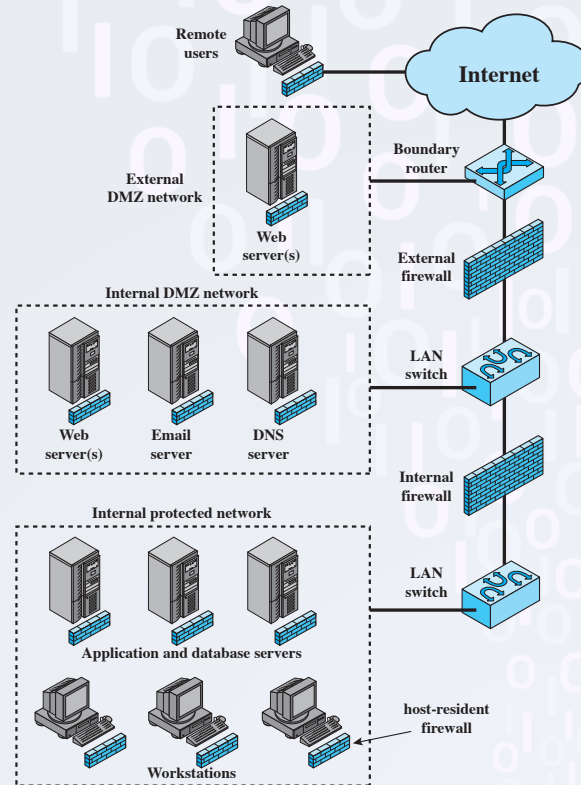 Remote
users
Internet
Boundary
router
External
DMZ network
Web
server(s)
External
firewall
Internal DMZ network
LAN
switch
Web
server(s)
Email
server
DNS
server
Internal
firewall
Internal protected network
LAN
switch
Application and database servers
host-resident
firewall
Workstations